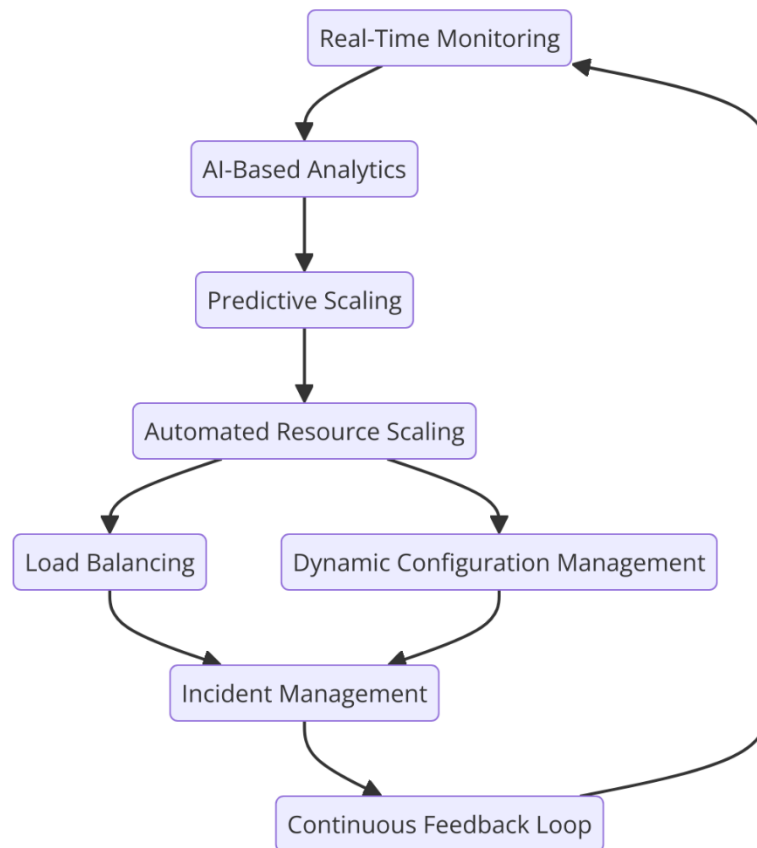 Real-Time Monitoring
AI-Based Analytics
Predictive Scaling
Automated Resource Scaling
Load Balancing
Dynamic Configuration Management
Incident Management
Continuous Feedback Loop